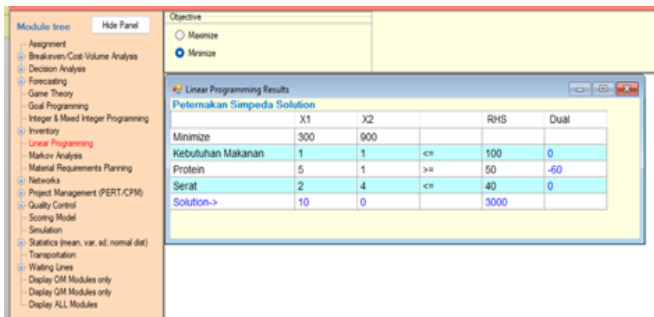 Module tree
Hide Panel
Assignment
Breakeven/Cost-Volume Analysis
Decision Analysis
Forecasting
Game Theory
Goal Programming
Integer & Mixed Integer Programming
Inventory
Linear Programming
Markov Analysis
Material Requirements Planning
Networks
Project Management (PERT/CPM)
Quality Control
Scoring Model
Simulation
Statistics (mean, var, sd; normal dist)
Transportation
Waiting Lines
Display OM Modules only
Display QM Modules only
Display ALL Modules
Objective
Maximize
Minimize
Linear Programming Results
Peternakan Simpeda Solution
X1 X2 RHS Dual
Minimize 300 900
Kebutuhan Makanan 1 1 <= 100 0
Protein 5 1 >= 50 -60
Serat 2 4 <= 40 0
Solution-> 10 0 3000